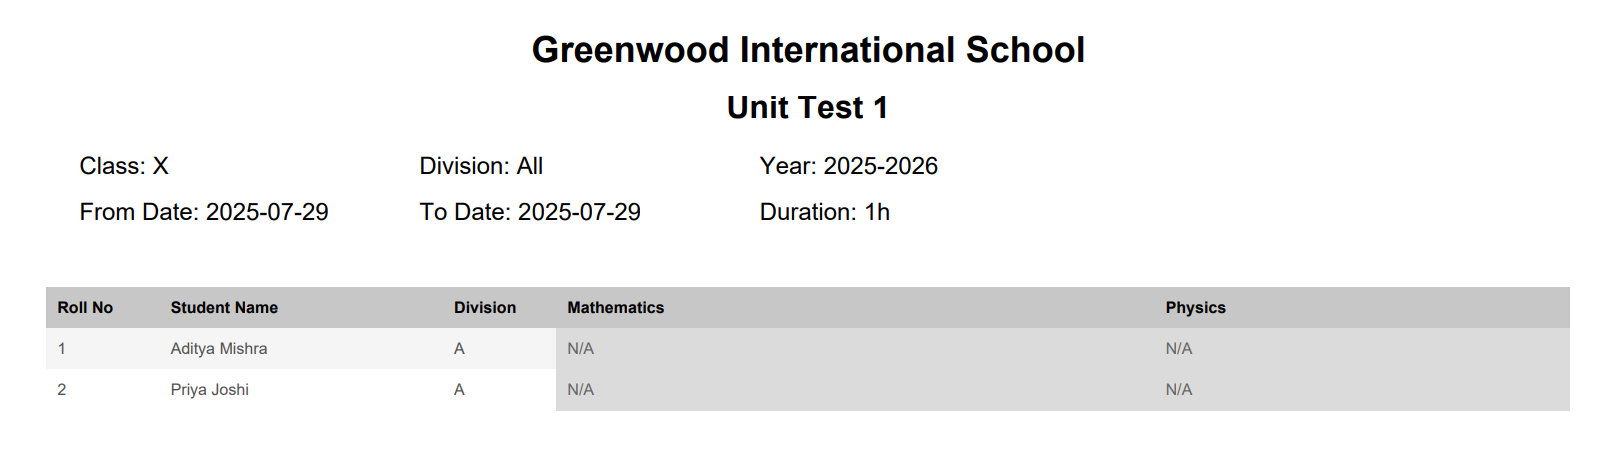 Greenwood International School
Unit Test 1
Class: X Division: All Year: 2025-2026
From Date: 2025-07-29 To Date: 2025-07-29 Duration: 1h
Roll No Student Name Division Mathematics Physics
1 Aditya Mishra A N/A N/A
2 Priya Joshi A N/A N/A